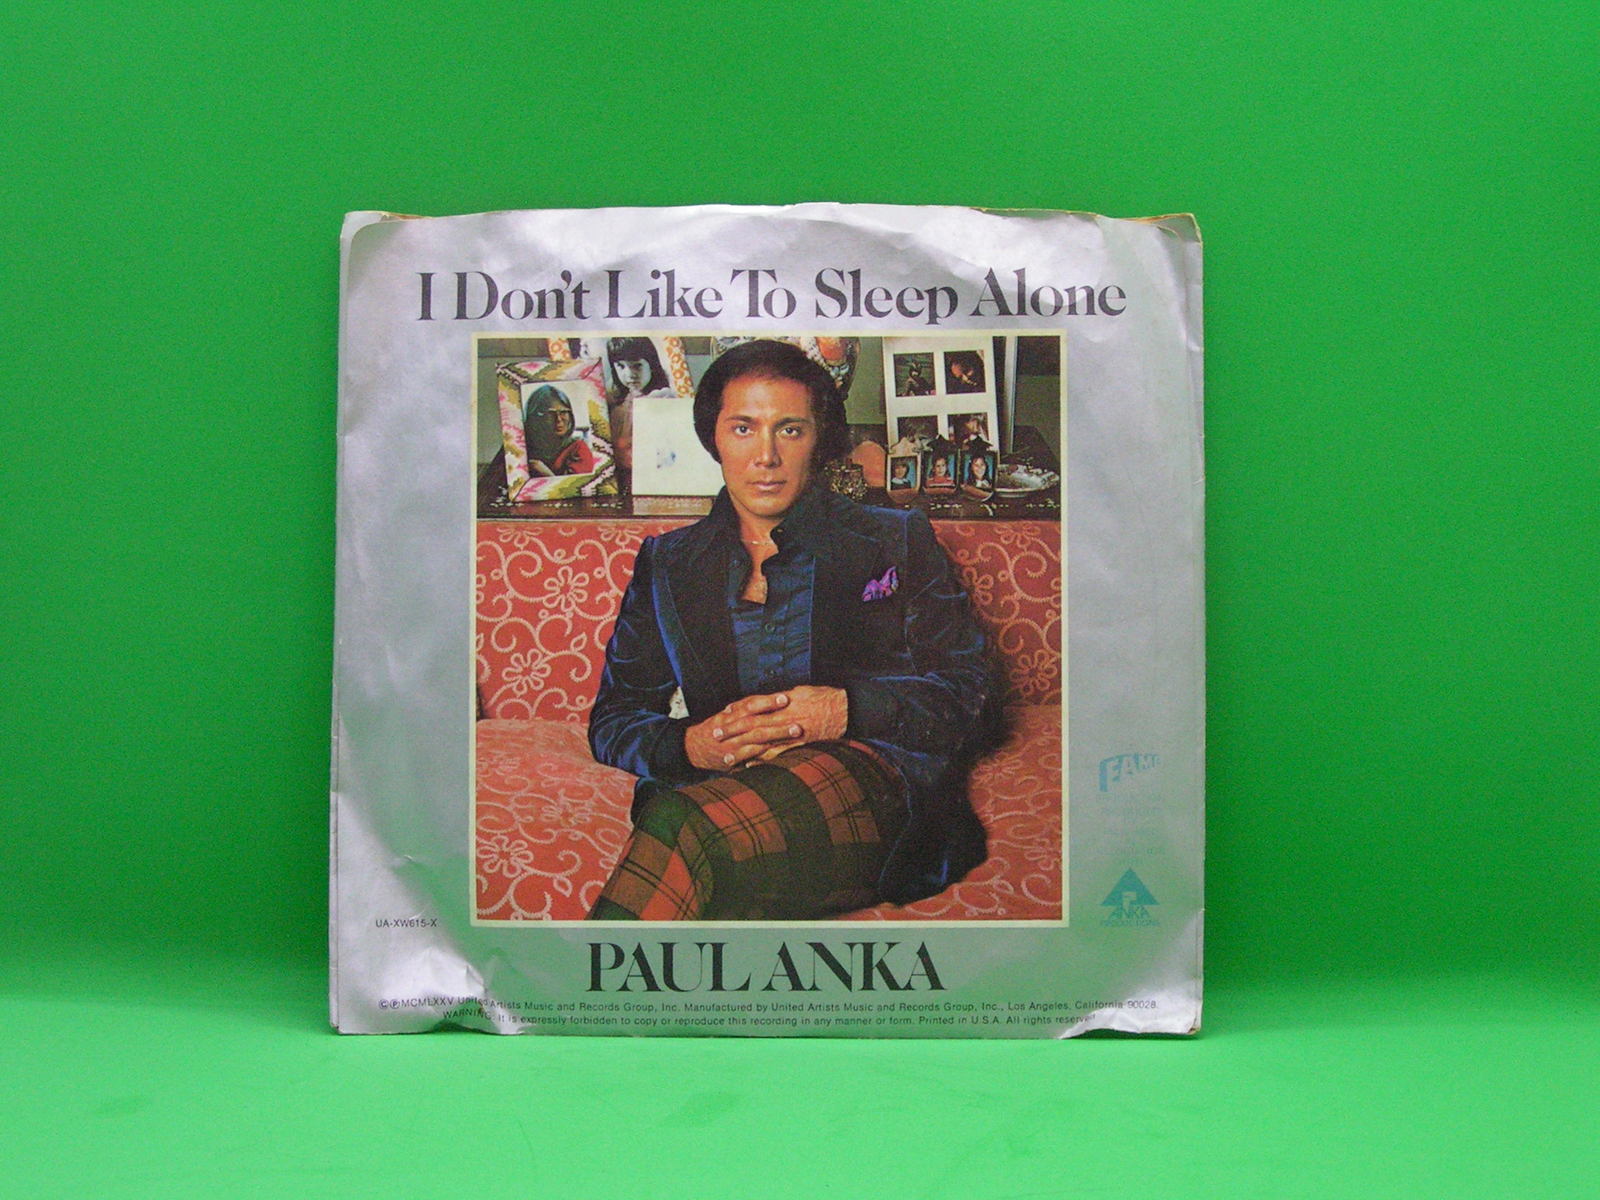 I Don't Like To Sleep Alone
FAME
P
ANKA
PRODUCTIONS
UA-XW615-X
PAUL ANKA
©℗MCMLXXV United Artists Music and Records Group, Inc. Manufactured by United Artists Music and Records Group, Inc., Los Angeles, California 90028.
WARNING: It is expressly forbidden to copy or reproduce this recording in any manner or form. Printed in U.S.A. All rights reserved.